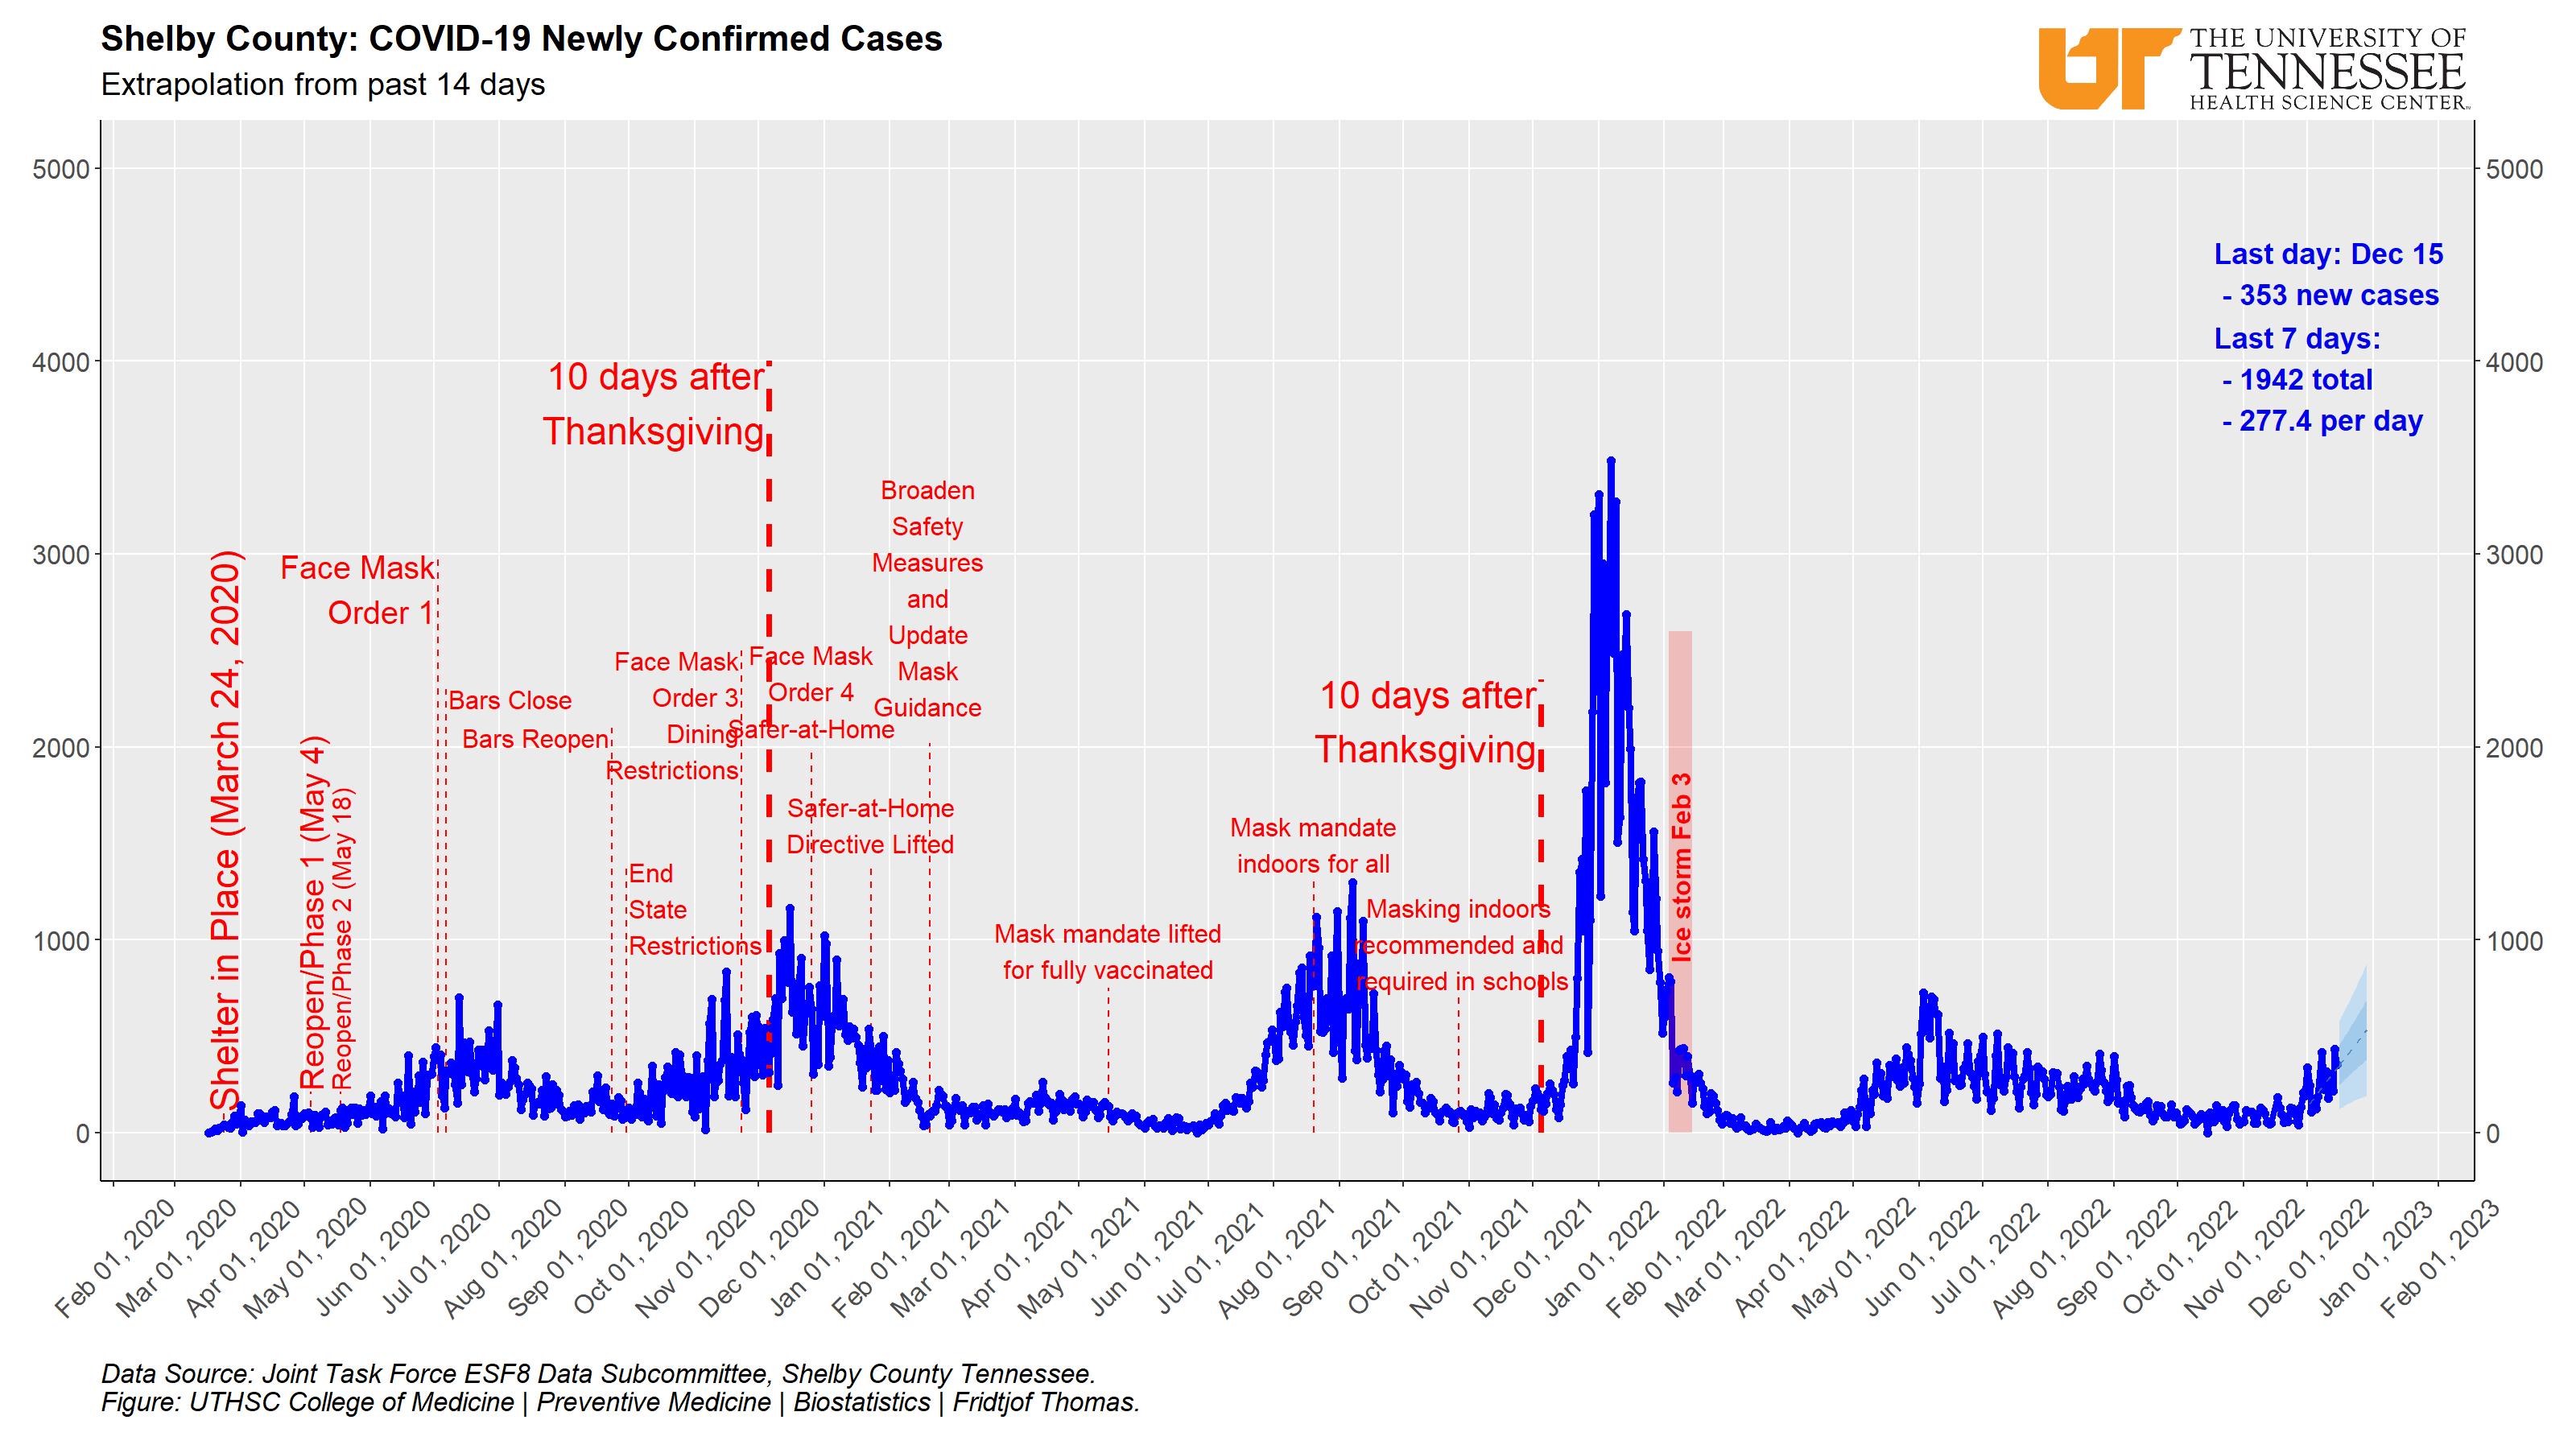 Shelby County: COVID-19 Newly Confirmed Cases
Extrapolation from past 14 days
THE UNIVERSITY OF
TENNESSEE
HEALTH SCIENCE CENTER
5000
4000
3000
2000
1000
0
5000
4000
3000
2000
1000
0
Last day: Dec 15
- 353 new cases
Last 7 days:
- 1942 total
- 277.4 per day
Shelter in Place (March 24, 2020)
Reopen/Phase 1 (May 4)
Reopen/Phase 2 (May 18)
Face Mask
Order 1
Bars Close
Bars Reopen
End
State
Restrictions
Face Mask
Order 3
Dining
Restrictions
10 days after
Thanksgiving
Face Mask
Order 4
Safer-at-Home
Safer-at-Home
Directive Lifted
Broaden
Safety
Measures
and
Update
Mask
Guidance
Mask mandate lifted
for fully vaccinated
Mask mandate
indoors for all
Masking indoors
recommended and
required in schools
10 days after
Thanksgiving
Ice storm Feb 3
Feb 01, 2020
Mar 01, 2020
Apr 01, 2020
May 01, 2020
Jun 01, 2020
Jul 01, 2020
Aug 01, 2020
Sep 01, 2020
Oct 01, 2020
Nov 01, 2020
Dec 01, 2020
Jan 01, 2021
Feb 01, 2021
Mar 01, 2021
Apr 01, 2021
May 01, 2021
Jun 01, 2021
Jul 01, 2021
Aug 01, 2021
Sep 01, 2021
Oct 01, 2021
Nov 01, 2021
Dec 01, 2021
Jan 01, 2022
Feb 01, 2022
Mar 01, 2022
Apr 01, 2022
May 01, 2022
Jun 01, 2022
Jul 01, 2022
Aug 01, 2022
Sep 01, 2022
Oct 01, 2022
Nov 01, 2022
Dec 01, 2022
Jan 01, 2023
Feb 01, 2023
Data Source: Joint Task Force ESF8 Data Subcommittee, Shelby County Tennessee.
Figure: UTHSC College of Medicine | Preventive Medicine | Biostatistics | Fridtjof Thomas.